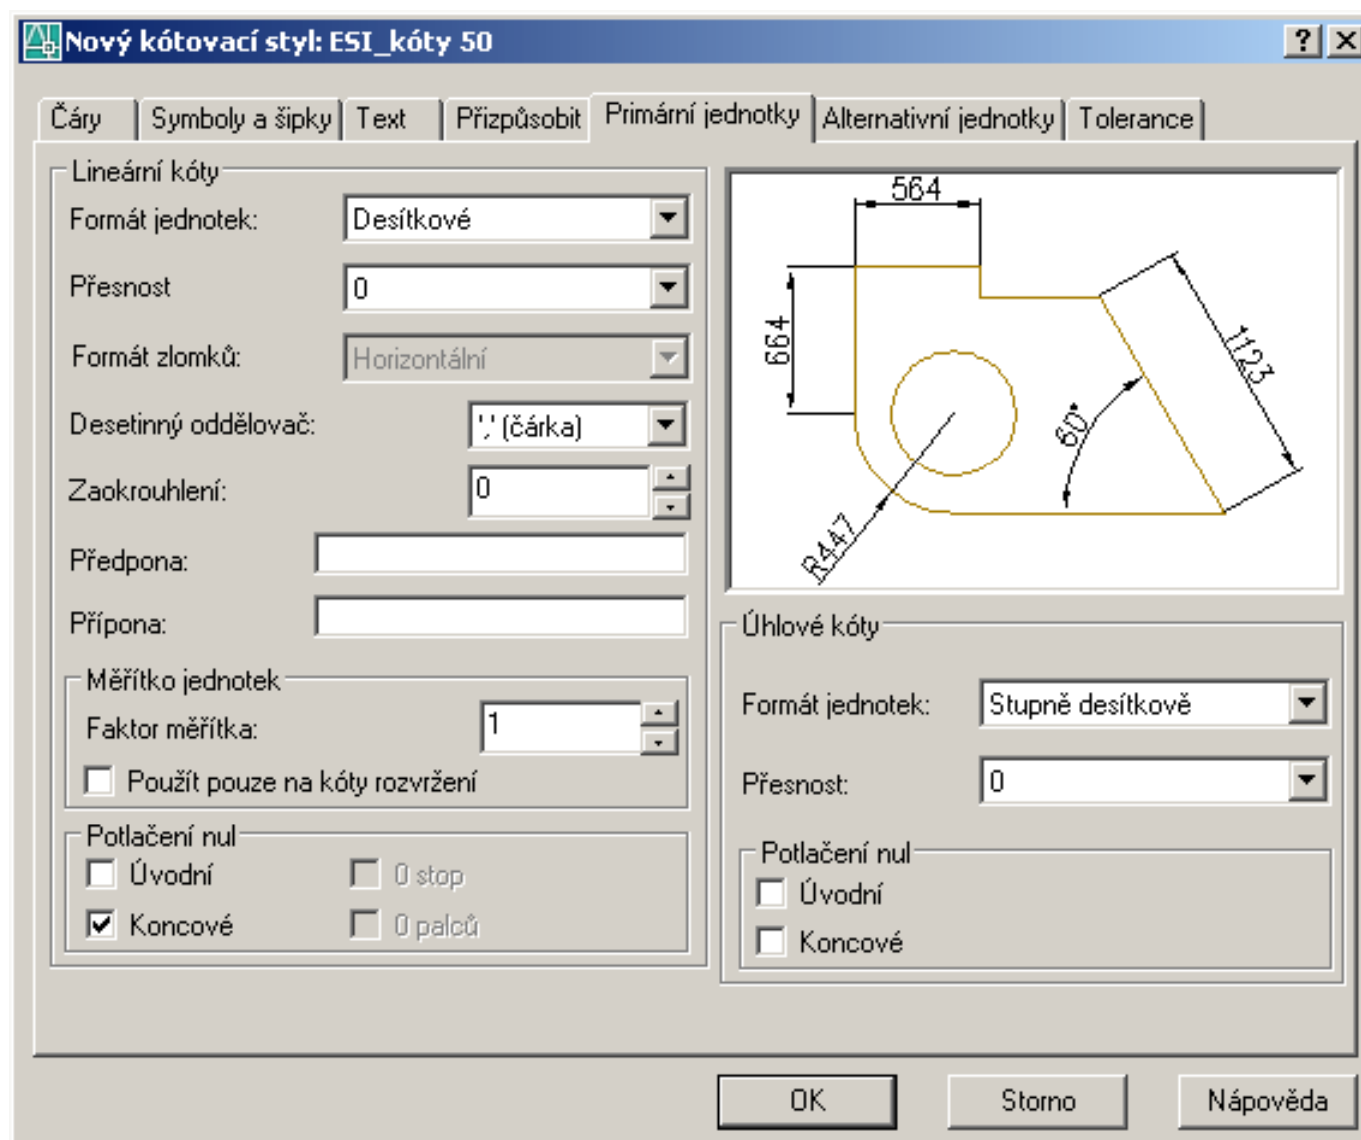 Nový kótovací styl: ESI_kóty 50
Čáry Symboly a šipky Text Přizpůsobit Primární jednotky Alternativní jednotky Tolerance
Lineární kóty
Formát jednotek: Desítkové
Přesnost 0
Formát zlomků: Horizontální
Desetinný oddělovač: ',' (čárka)
Zaokrouhlení: 0
Předpona:
Přípona:
Měřítko jednotek
Faktor měřítka: 1
Použít pouze na kóty rozvržení
Potlačení nul
Úvodní 0 stop
Koncové 0 palců
564
664
1123
60°
R447
Úhlové kóty
Formát jednotek: Stupně desítkově
Přesnost: 0
Potlačení nul
Úvodní
Koncové
OK Storno Nápověda